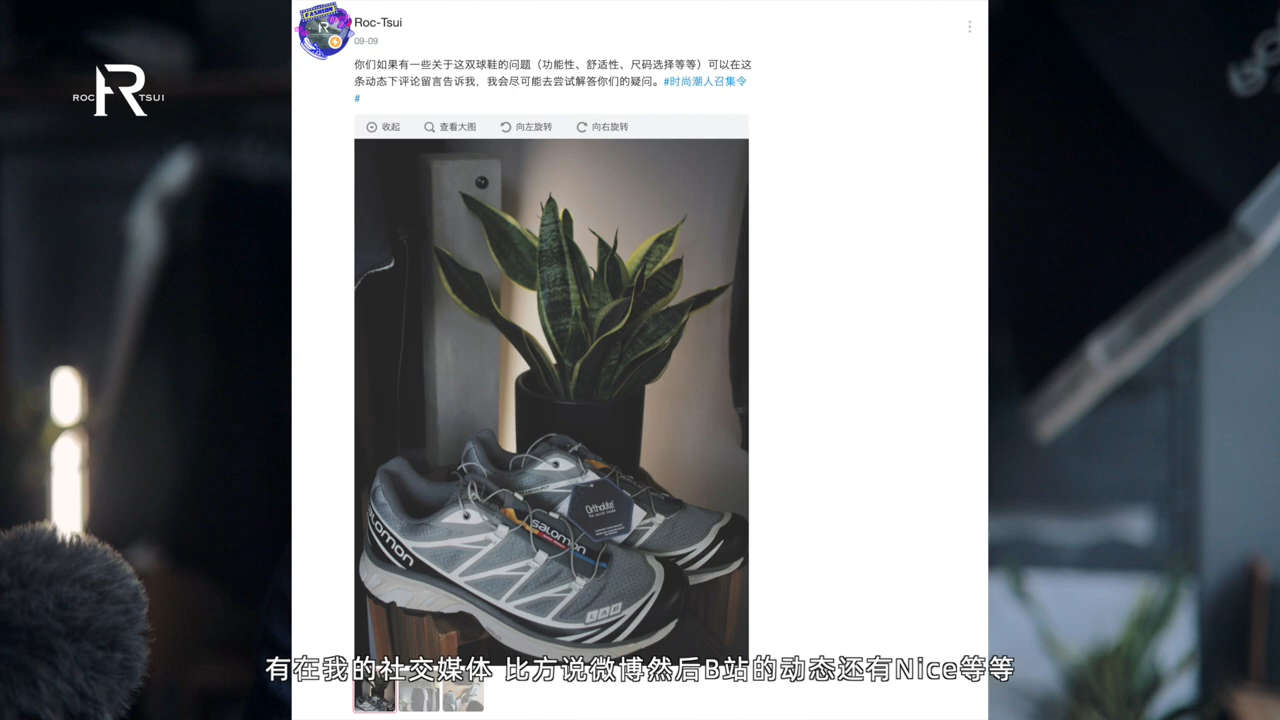 ROC R TSUI
Roc-Tsui
09-09
你们如果有一些关于这双球鞋的问题（功能性、舒适性、尺码选择等等）可以在这
条动态下评论留言告诉我，我会尽可能去尝试解答你们的疑问。#时尚潮人召集令
#
收起 查看大图 向左旋转 向右旋转
Ortholite
salomon
SALOMON
LAB
有在我的社交媒体 比方说微博然后B站的动态还有Nice等等